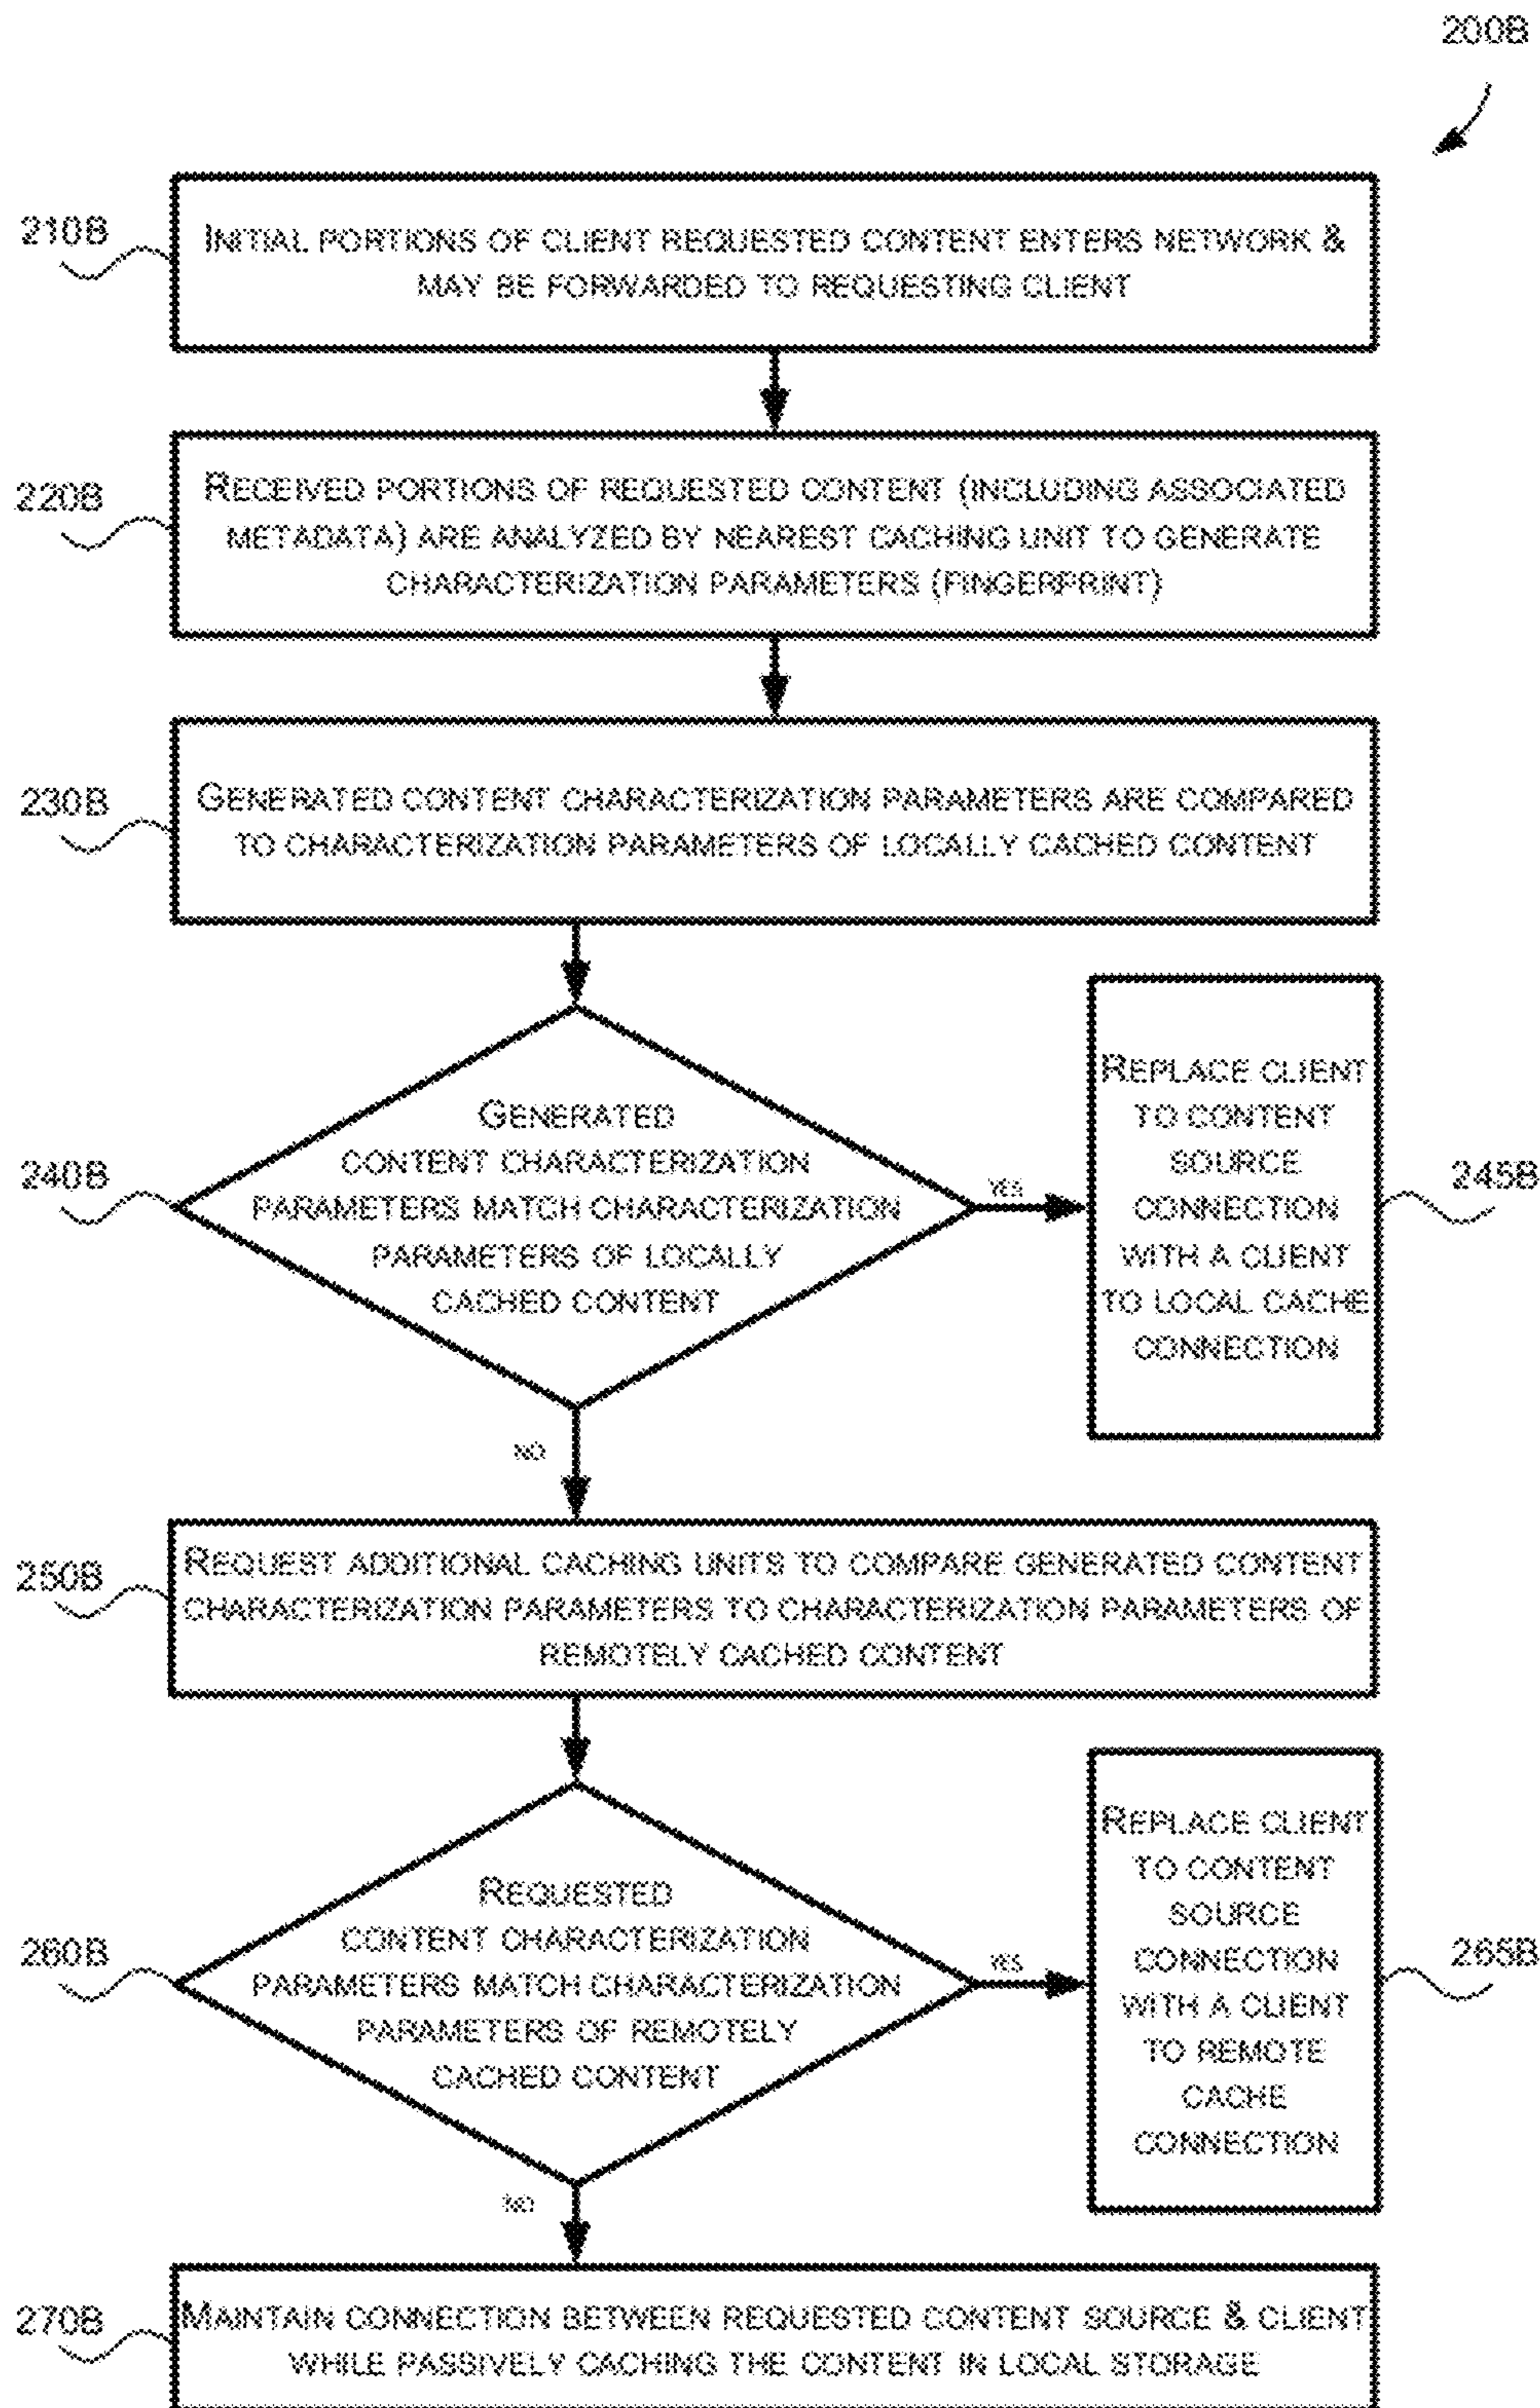 200B
210B
INITIAL PORTIONS OF CLIENT REQUESTED CONTENT ENTERS NETWORK &
MAY BE FORWARDED TO REQUESTING CLIENT
220B
RECEIVED PORTIONS OF REQUESTED CONTENT (INCLUDING ASSOCIATED
METADATA) ARE ANALYZED BY NEAREST CACHING UNIT TO GENERATE
CHARACTERIZATION PARAMETERS (FINGERPRINT)
230B
GENERATED CONTENT CHARACTERIZATION PARAMETERS ARE COMPARED
TO CHARACTERIZATION PARAMETERS OF LOCALLY CACHED CONTENT
240B
GENERATED
CONTENT CHARACTERIZATION
PARAMETERS MATCH CHARACTERIZATION
PARAMETERS OF LOCALLY
CACHED CONTENT
YES
REPLACE CLIENT
TO CONTENT
SOURCE
CONNECTION
WITH A CLIENT
TO LOCAL CACHE
CONNECTION
245B
NO
250B
REQUEST ADDITIONAL CACHING UNITS TO COMPARE GENERATED CONTENT
CHARACTERIZATION PARAMETERS TO CHARACTERIZATION PARAMETERS OF
REMOTELY CACHED CONTENT
260B
REQUESTED
CONTENT CHARACTERIZATION
PARAMETERS MATCH CHARACTERIZATION
PARAMETERS OF REMOTELY
CACHED CONTENT
YES
REPLACE CLIENT
TO CONTENT
SOURCE
CONNECTION
WITH A CLIENT
TO REMOTE
CACHE
CONNECTION
265B
NO
270B
MAINTAIN CONNECTION BETWEEN REQUESTED CONTENT SOURCE & CLIENT
WHILE PASSIVELY CACHING THE CONTENT IN LOCAL STORAGE